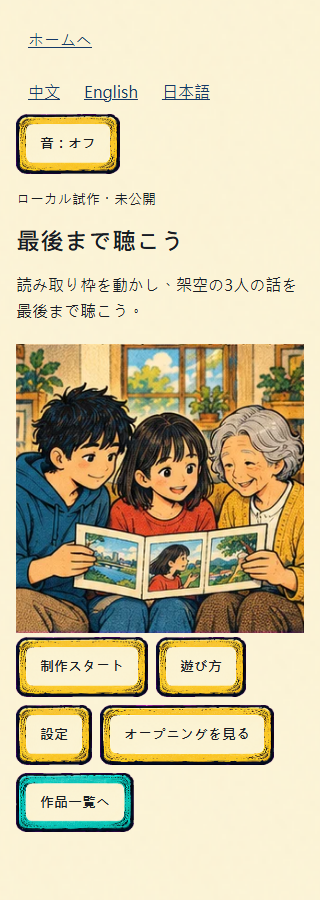 ホームへ
中文 English 日本語
音：オフ
ローカル試作・未公開
最後まで聴こう
読み取り枠を動かし、架空の3人の話を
最後まで聴こう。
制作スタート 遊び方
設定 オープニングを見る
作品一覧へ